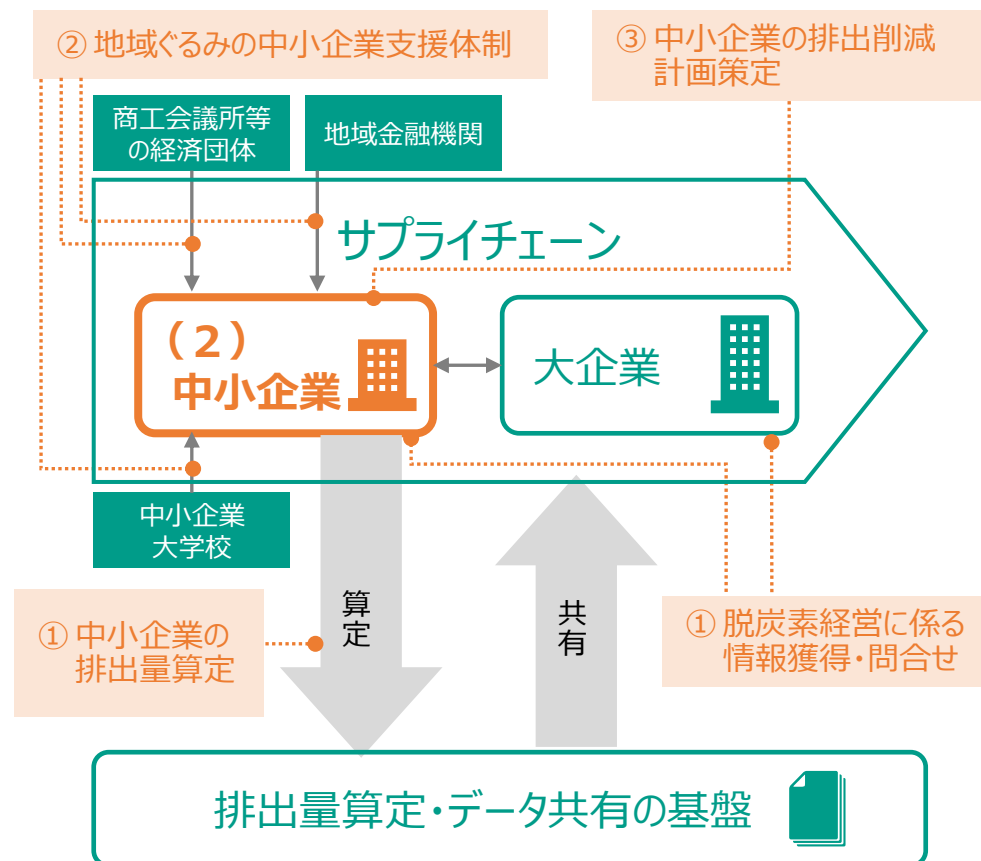 ② 地域ぐるみの中小企業支援体制
③ 中小企業の排出削減
計画策定
商工会議所等
の経済団体
地域金融機関
サプライチェーン
（２）
中小企業
大企業
中小企業
大学校
算定
共有
① 中小企業の
排出量算定
① 脱炭素経営に係る
情報獲得・問合せ
排出量算定・データ共有の基盤